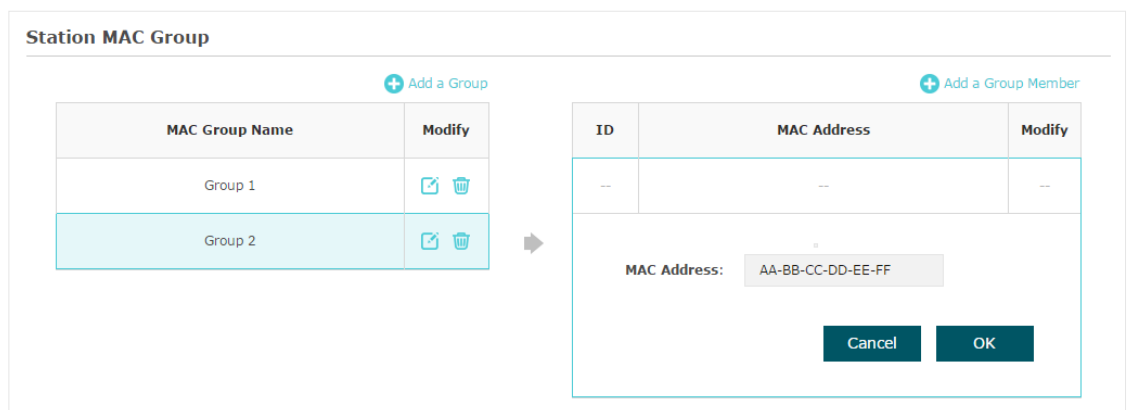 Station MAC Group
Add a Group
Add a Group Member
MAC Group Name Modify
ID MAC Address Modify
Group 1
-- -- --
Group 2
MAC Address: AA-BB-CC-DD-EE-FF
Cancel OK